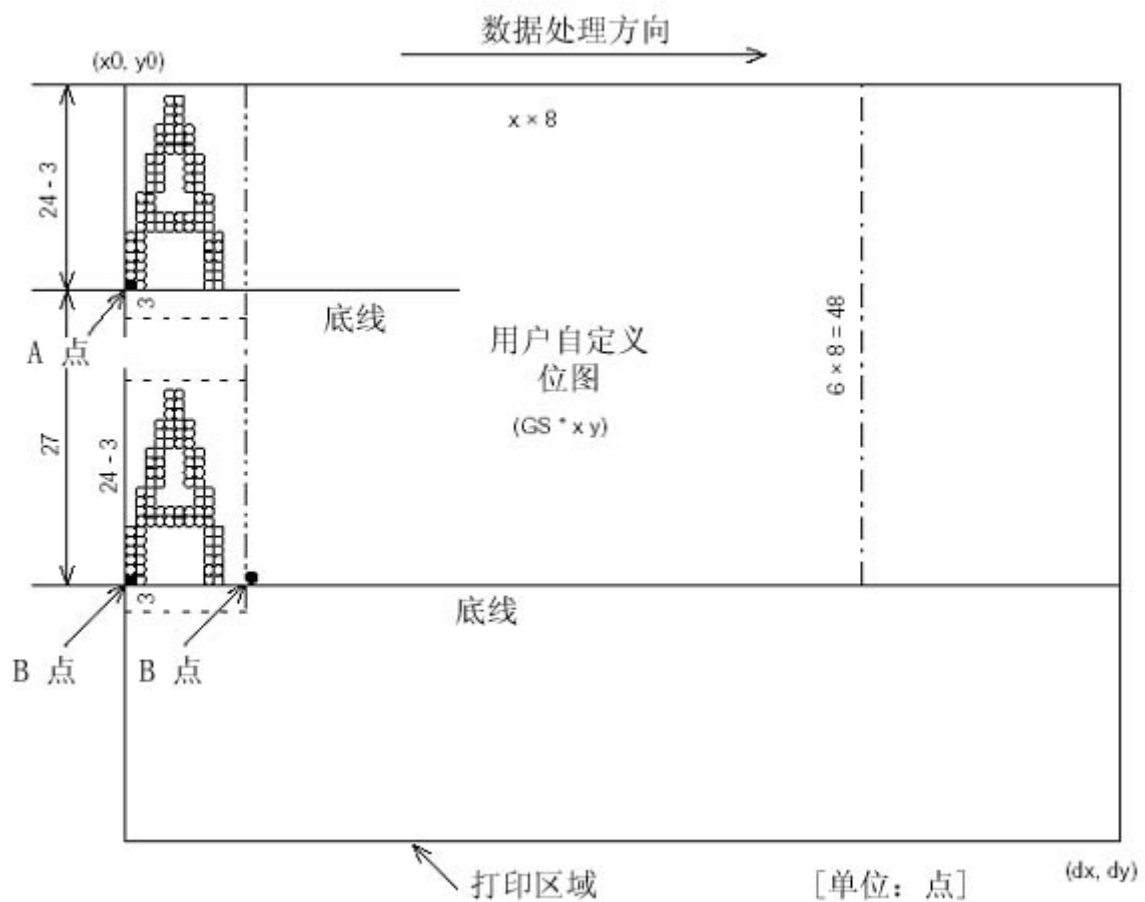 数据处理方向
(x0, y0)
x × 8
24 - 3
3
底线
A 点
用户自定义
位图
(GS * x y)
6 × 8 = 48
27
24 - 3
3
底线
B 点
B 点
打印区域
[单位：点]
(dx, dy)